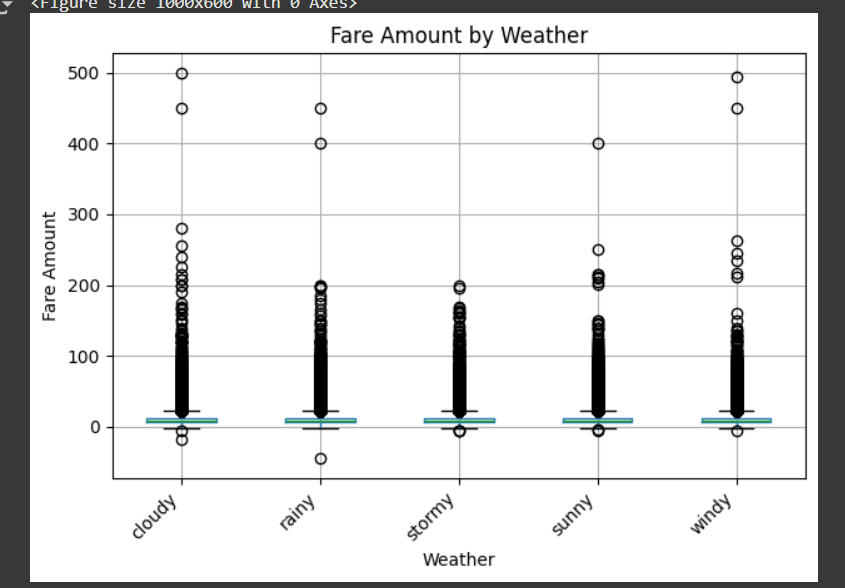 <Figure size 1000x600 with 0 Axes>
Fare Amount by Weather
500
400
300
200
100
0
Fare Amount
cloudy
rainy
stormy
sunny
windy
Weather